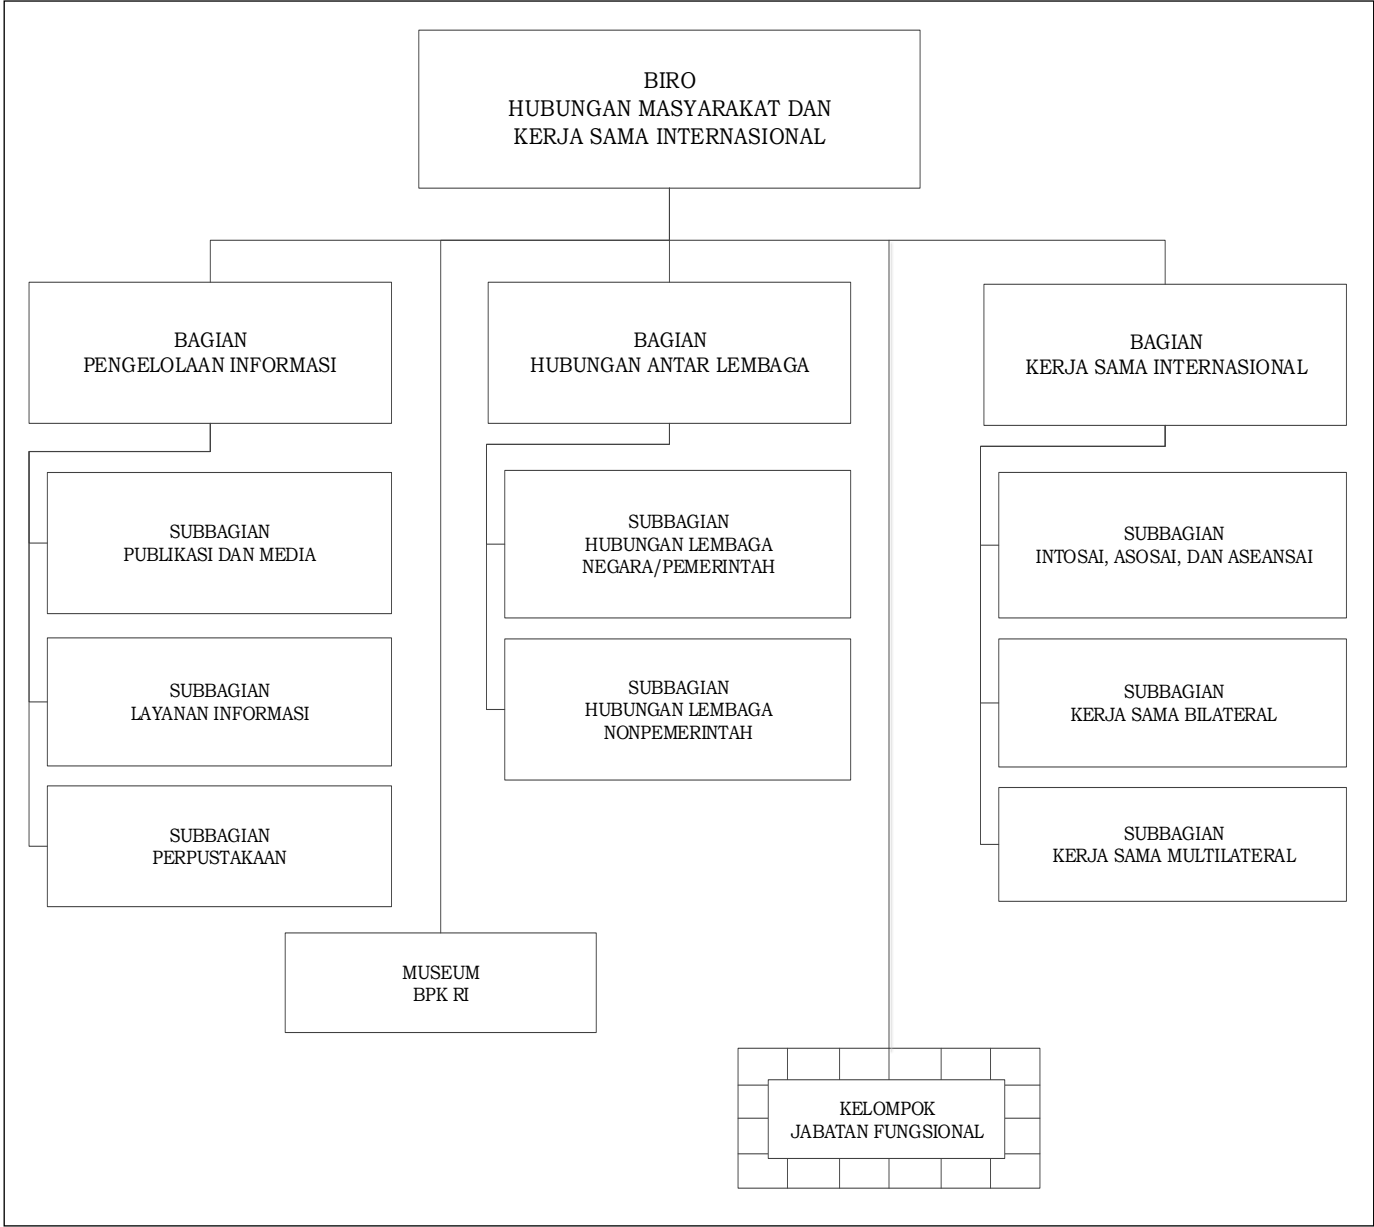 BIRO
HUBUNGAN MASYARAKAT DAN
KERJA SAMA INTERNASIONAL
BAGIAN
PENGELOLAAN INFORMASI
BAGIAN
HUBUNGAN ANTAR LEMBAGA
BAGIAN
KERJA SAMA INTERNASIONAL
SUBBAGIAN
PUBLIKASI DAN MEDIA
SUBBAGIAN
HUBUNGAN LEMBAGA
NEGARA/PEMERINTAH
SUBBAGIAN
INTOSAI, ASOSAI, DAN ASEANSAI
SUBBAGIAN
LAYANAN INFORMASI
SUBBAGIAN
HUBUNGAN LEMBAGA
NONPEMERINTAH
SUBBAGIAN
KERJA SAMA BILATERAL
SUBBAGIAN
PERPUSTAKAAN
SUBBAGIAN
KERJA SAMA MULTILATERAL
MUSEUM
BPK RI
KELOMPOK
JABATAN FUNGSIONAL